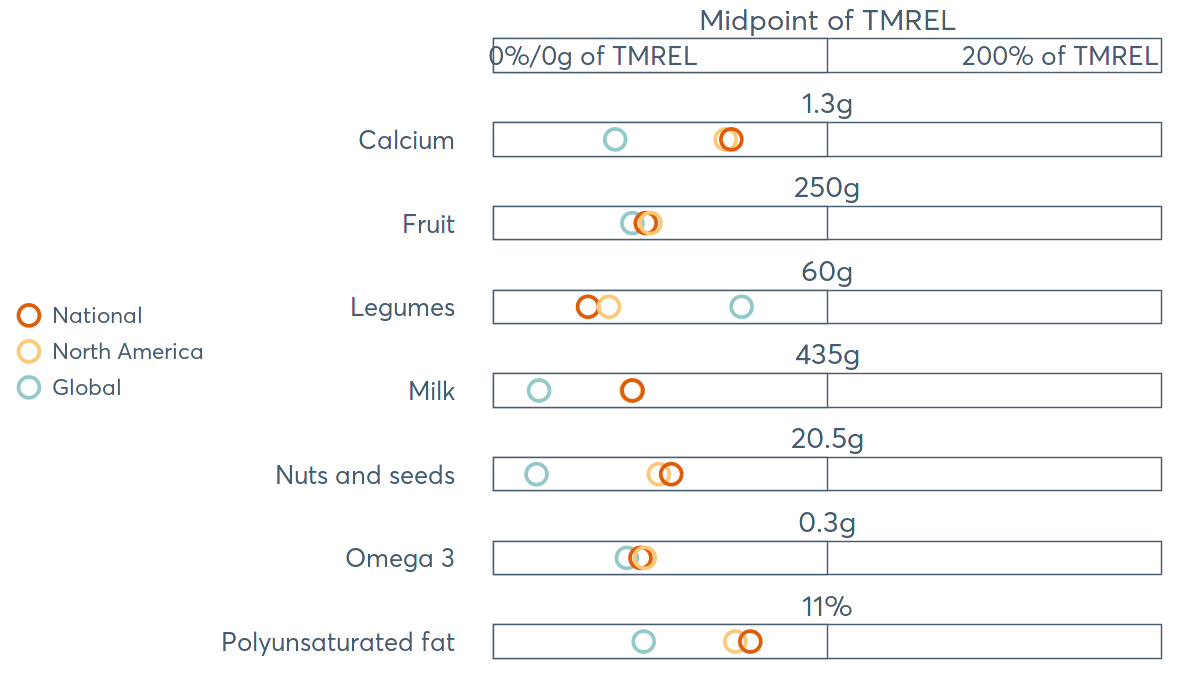 Midpoint of TMREL
0%/0g of TMREL
200% of TMREL
1.3g
Calcium
250g
Fruit
60g
Legumes
435g
Milk
20.5g
Nuts and seeds
0.3g
Omega 3
11%
Polyunsaturated fat
National
North America
Global